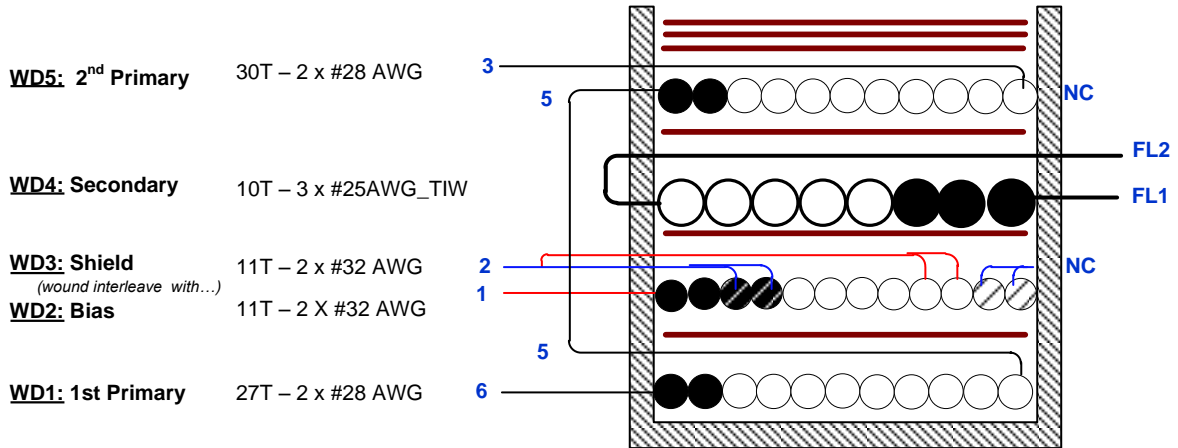 WD5: 2nd Primary 30T – 2 x #28 AWG 3
5 NC
FL2
WD4: Secondary 10T – 3 x #25AWG_TIW FL1
WD3: Shield 11T – 2 x #32 AWG 2 NC
(wound interleave with…)
1
WD2: Bias 11T – 2 X #32 AWG
5
WD1: 1st Primary 27T – 2 x #28 AWG 6